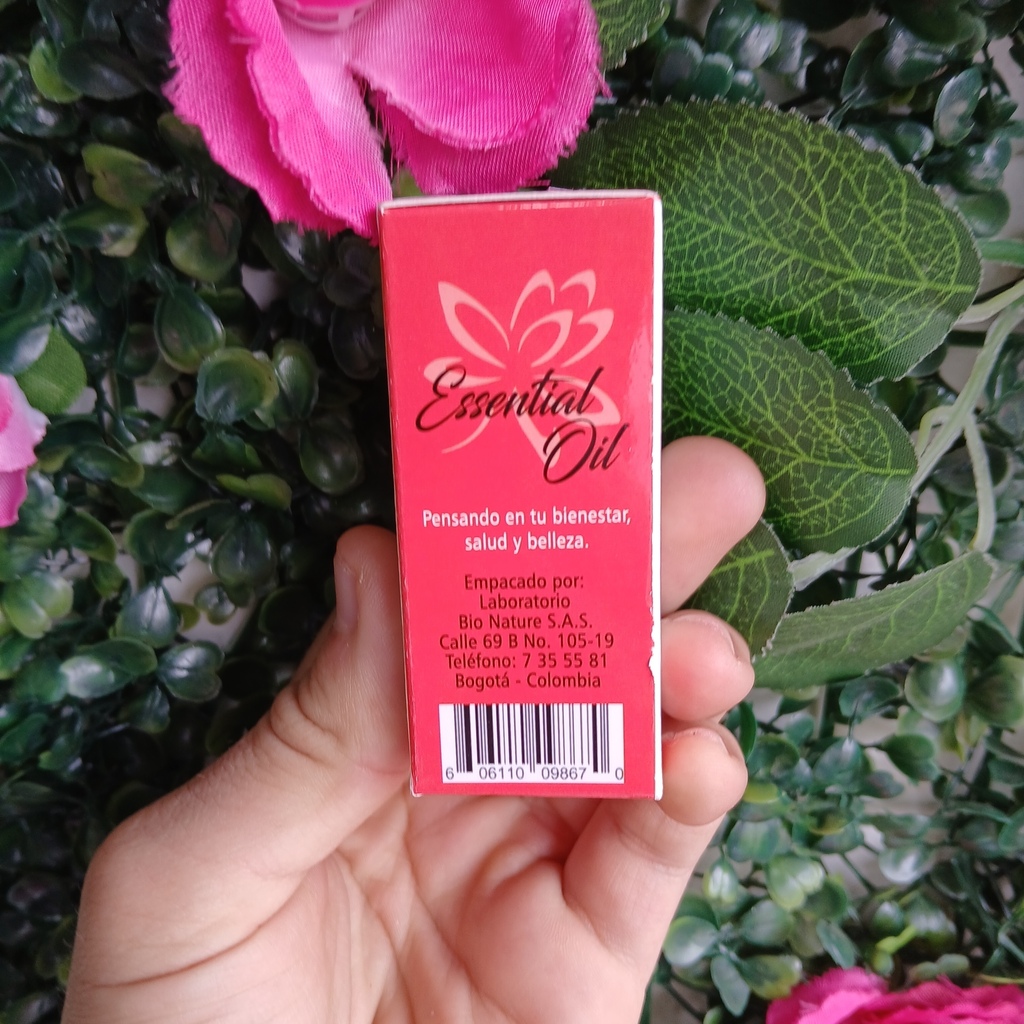 Essential
Oil
Pensando en tu bienestar,
salud y belleza.
Empacado por:
Laboratorio
Bio Nature S.A.S.
Calle 69 B No. 105-19
Teléfono: 7 35 55 81
Bogotá - Colombia
6 06110 09867 0